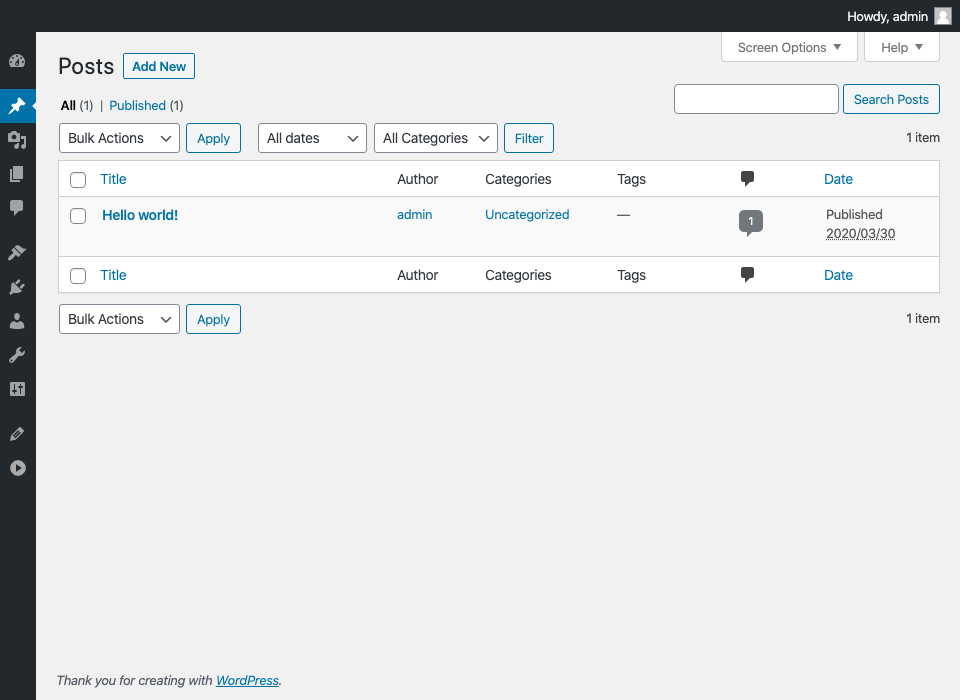 Howdy, admin
Screen Options Help
Posts Add New
All (1) | Published (1)
Search Posts
Bulk Actions Apply All dates All Categories Filter 1 item
Title Author Categories Tags Date
Hello world! admin Uncategorized — 1 Published
2020/03/30
Title Author Categories Tags Date
Bulk Actions Apply 1 item
Thank you for creating with WordPress.